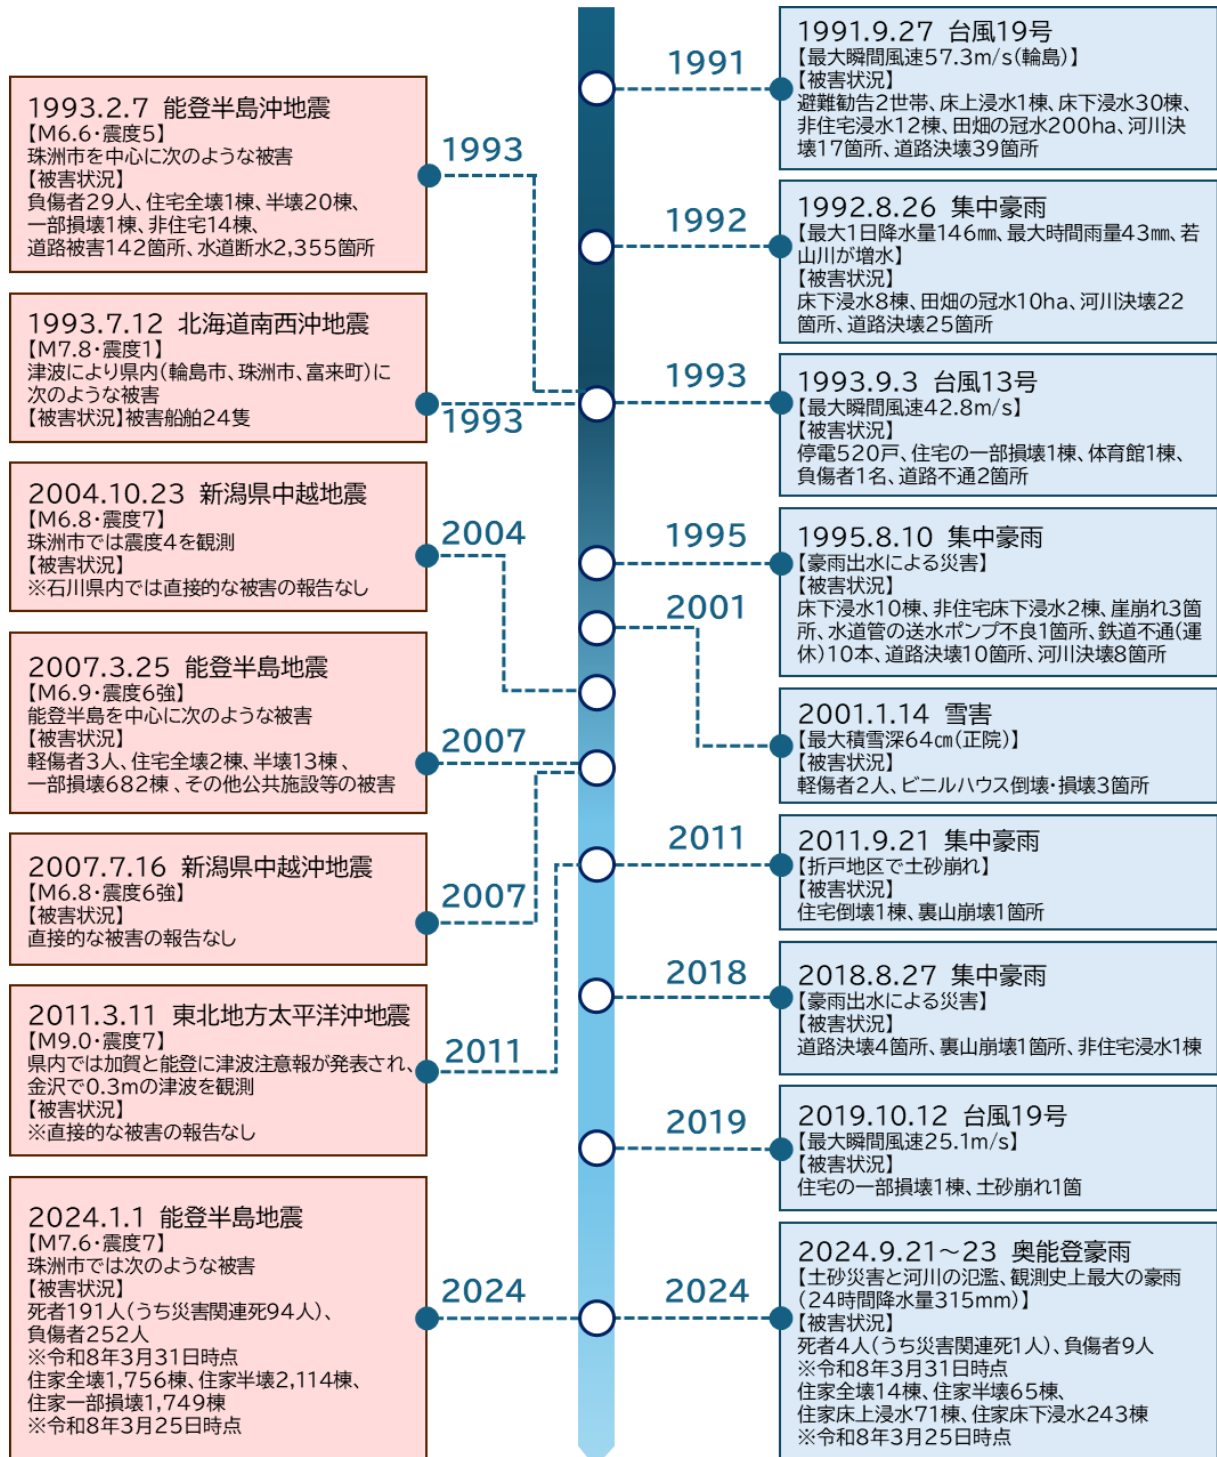 1991
1991.9.27 台風19号
【最大瞬間風速57.3m/s(輪島)】
【被害状況】
避難勧告2世帯、床上浸水1棟、床下浸水30棟、
非住宅浸水12棟、田畑の冠水200ha、河川決
壊17箇所、道路決壊39箇所
1993.2.7 能登半島沖地震
【M6.6・震度5】
珠洲市を中心に次のような被害
【被害状況】
負傷者29人、住宅全壊1棟、半壊20棟、
一部損壊1棟、非住宅14棟、
道路被害142箇所、水道断水2,355箇所
1993
1992
1992.8.26 集中豪雨
【最大1日降水量146㎜、最大時間雨量43㎜、若
山川が増水】
【被害状況】
床下浸水8棟、田畑の冠水10ha、河川決壊22
箇所、道路決壊25箇所
1993.7.12 北海道南西沖地震
【M7.8・震度1】
津波により県内(輪島市、珠洲市、富来町)に
次のような被害
【被害状況】被害船舶24隻
1993
1993
1993.9.3 台風13号
【最大瞬間風速42.8m/s】
【被害状況】
停電520戸、住宅の一部損壊1棟、体育館1棟、
負傷者1名、道路不通2箇所
2004.10.23 新潟県中越地震
【M6.8・震度7】
珠洲市では震度4を観測
【被害状況】
※石川県内では直接的な被害の報告なし
2004
1995
1995.8.10 集中豪雨
【豪雨出水による災害】
【被害状況】
床下浸水10棟、非住宅床下浸水2棟、崖崩れ3箇
所、水道管の送水ポンプ不良1箇所、鉄道不通(運
休)10本、道路決壊10箇所、河川決壊8箇所
2001
2001.1.14 雪害
【最大積雪深64㎝(正院)】
【被害状況】
軽傷者2人、ビニルハウス倒壊・損壊3箇所
2007.3.25 能登半島地震
【M6.9・震度6強】
能登半島を中心に次のような被害
【被害状況】
軽傷者3人、住宅全壊2棟、半壊13棟、
一部損壊682棟、その他公共施設等の被害
2007
2007.7.16 新潟県中越沖地震
【M6.8・震度6強】
【被害状況】
直接的な被害の報告なし
2007
2011
2011.9.21 集中豪雨
【折戸地区で土砂崩れ】
【被害状況】
住宅倒壊1棟、裏山崩壊1箇所
2011.3.11 東北地方太平洋沖地震
【M9.0・震度7】
県内では加賀と能登に津波注意報が発表され、
金沢で0.3mの津波を観測
【被害状況】
※直接的な被害の報告なし
2011
2018
2018.8.27 集中豪雨
【豪雨出水による災害】
【被害状況】
道路決壊4箇所、裏山崩壊1箇所、非住宅浸水1棟
2019
2019.10.12 台風19号
【最大瞬間風速25.1m/s】
【被害状況】
住宅の一部損壊1棟、土砂崩れ1箇
2024.1.1 能登半島地震
【M7.6・震度7】
珠洲市では次のような被害
【被害状況】
死者191人(うち災害関連死94人)、
負傷者252人
※令和8年3月31日時点
住家全壊1,756棟、住家半壊2,114棟、
住家一部損壊1,749棟
※令和8年3月25日時点
2024
2024
2024.9.21～23 奥能登豪雨
【土砂災害と河川の氾濫、観測史上最大の豪雨
(24時間降水量315mm)】
【被害状況】
死者4人(うち災害関連死1人)、負傷者9人
※令和8年3月31日時点
住家全壊14棟、住家半壊65棟、
住家床上浸水71棟、住家床下浸水243棟
※令和8年3月25日時点